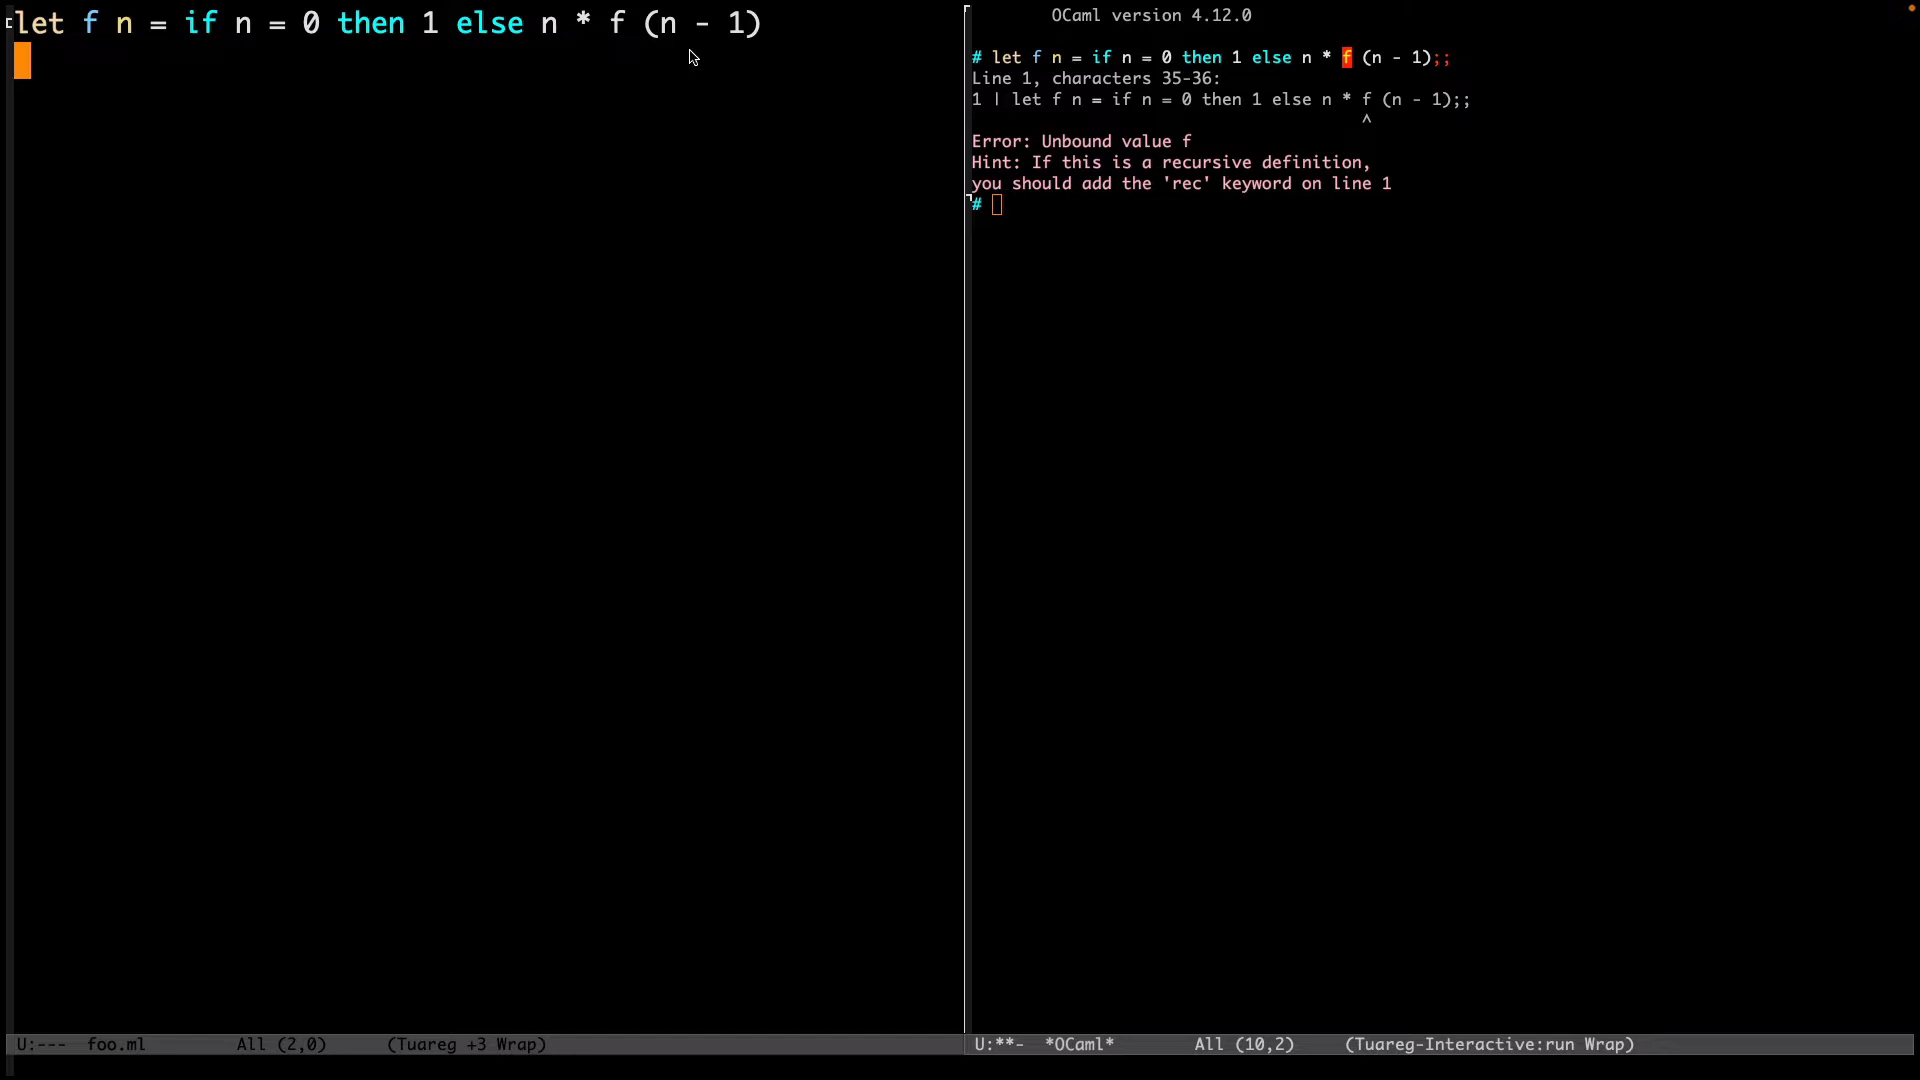 let f n = if n = 0 then 1 else n * f (n - 1)
OCaml version 4.12.0
# let f n = if n = 0 then 1 else n * f (n - 1);;
Line 1, characters 35-36:
1 | let f n = if n = 0 then 1 else n * f (n - 1);;
^
Error: Unbound value f
Hint: If this is a recursive definition,
you should add the 'rec' keyword on line 1
#
U:--- foo.ml All (2,0) (Tuareg +3 Wrap)
U:**- *OCaml* All (10,2) (Tuareg-Interactive:run Wrap)